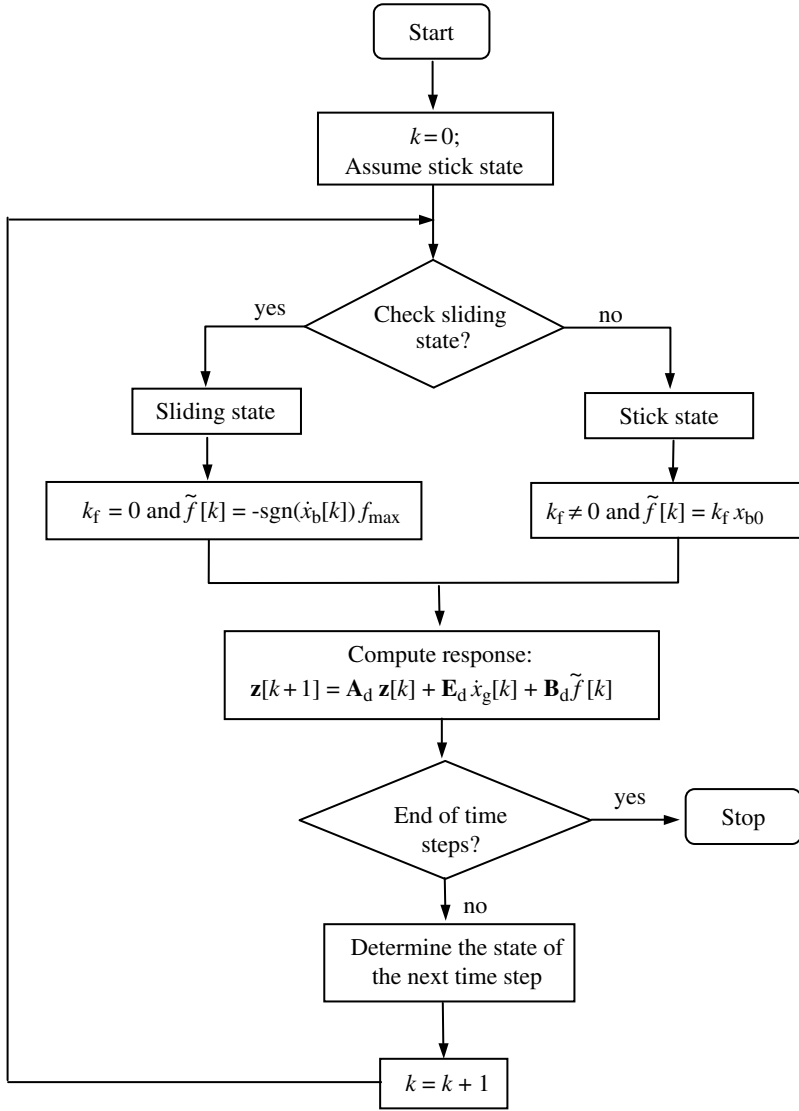 Start
k = 0;
Assume stick state
Check sliding
state?
yes
no
Sliding state
Stick state
k_f = 0 and f̃ [k] = -sgn(ẋ_b[k]) f_max
k_f ≠ 0 and f̃ [k] = k_f x_b0
Compute response:
z[k+1] = A_d z[k] + E_d ẋ_g[k] + B_d f̃ [k]
End of time
steps?
yes
Stop
no
Determine the state of
the next time step
k = k + 1